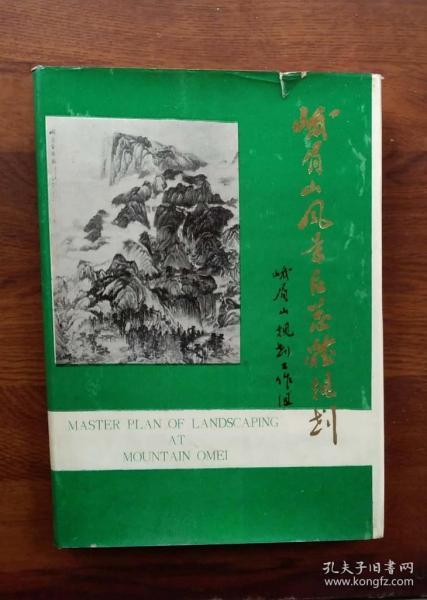 峨眉山风景区总体规划
峨眉山规划工作组
MASTER PLAN OF LANDSCAPING
AT
MOUNTAIN OMEI
孔夫子旧书网
www.kongfz.com